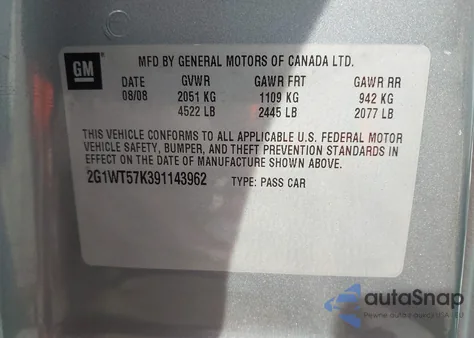 GM
MFD BY GENERAL MOTORS OF CANADA LTD.
DATE GVWR GAWR FRT GAWR RR
08/08 2051 KG 1109 KG 942 KG
4522 LB 2445 LB 2077 LB
THIS VEHICLE CONFORMS TO ALL APPLICABLE U.S. FEDERAL MOTOR
VEHICLE SAFETY, BUMPER, AND THEFT PREVENTION STANDARDS IN
EFFECT ON THE DATE OF MANUFACTURE SHOWN ABOVE.
2G1WT57K391143962 TYPE: PASS CAR
autaSnap